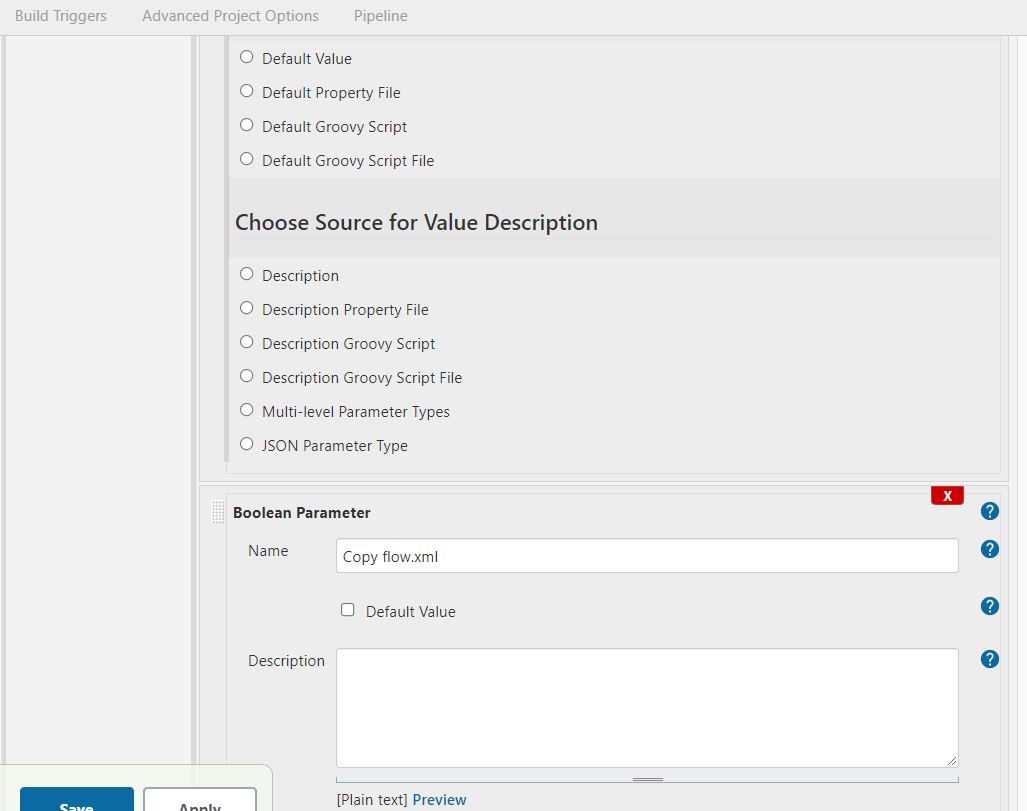 Build Triggers Advanced Project Options Pipeline
Default Value
Default Property File
Default Groovy Script
Default Groovy Script File
Choose Source for Value Description
Description
Description Property File
Description Groovy Script
Description Groovy Script File
Multi-level Parameter Types
JSON Parameter Type
X
Boolean Parameter ?
Name Copy flow.xml ?
Default Value ?
Description ?
[Plain text] Preview
Save Apply